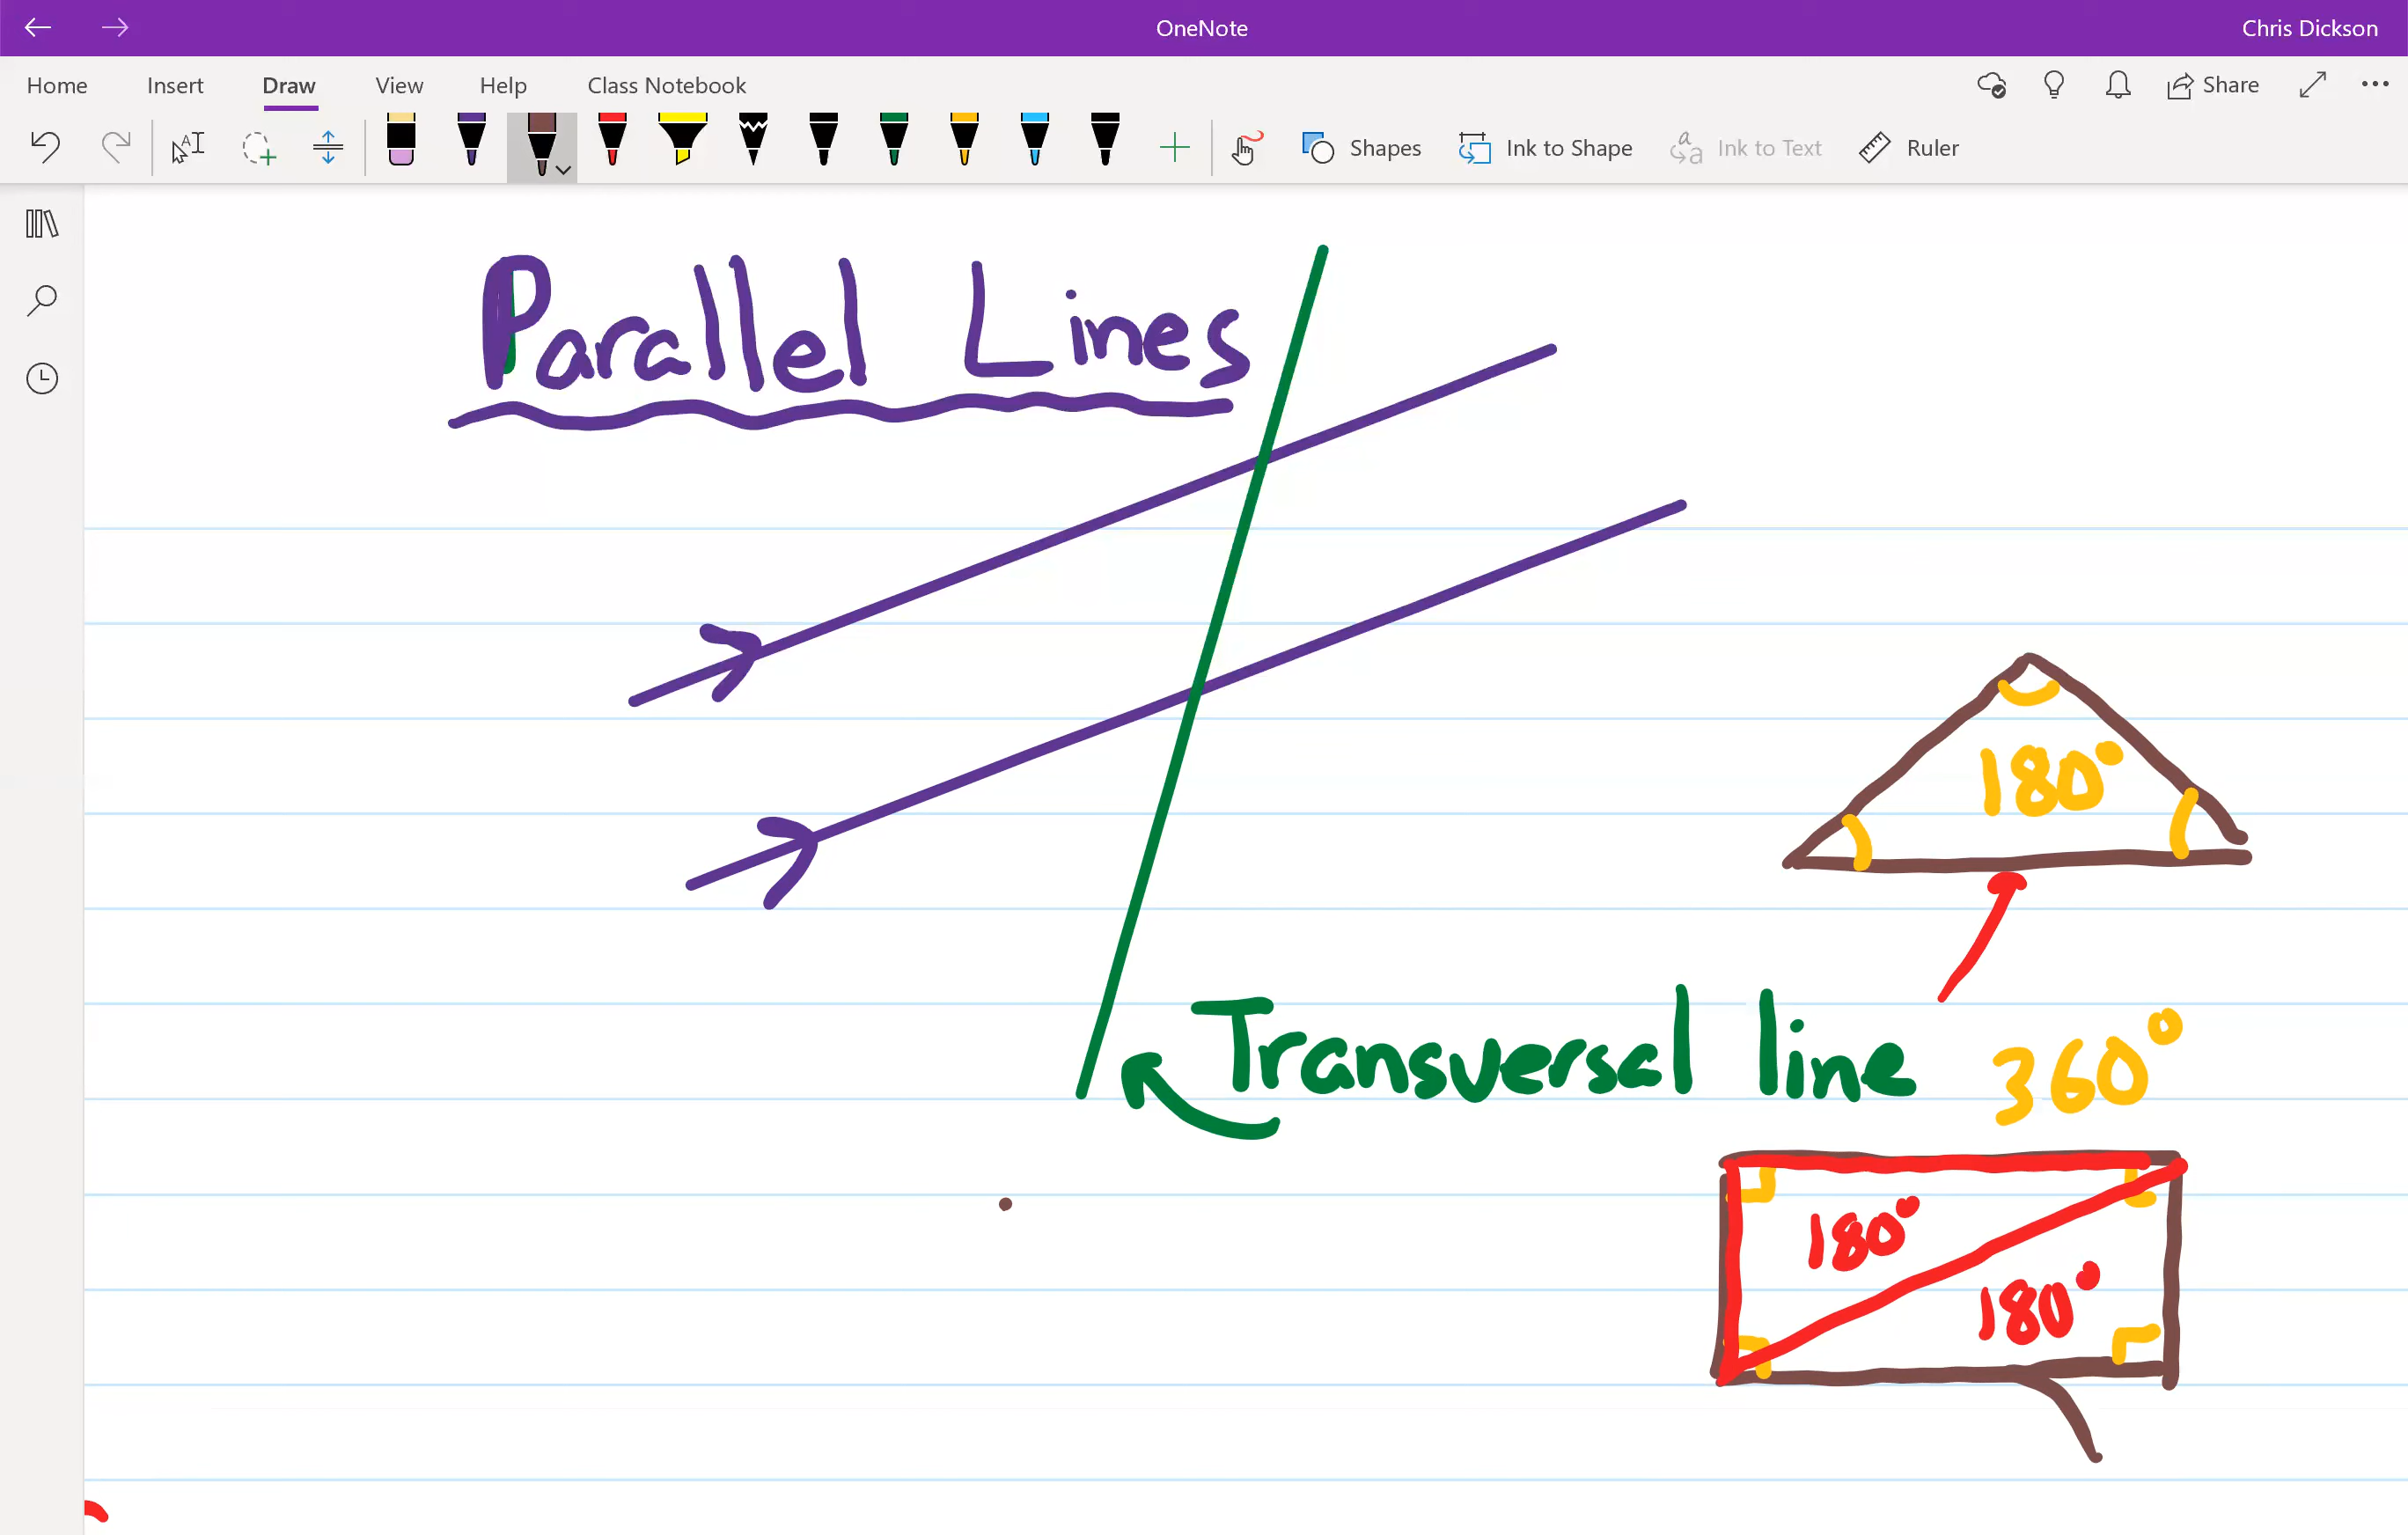 OneNote
Chris Dickson
Home Insert Draw View Help Class Notebook Share
Shapes Ink to Shape Ink to Text Ruler
Parallel Lines
180°
Transversal line
360°
180°
180°